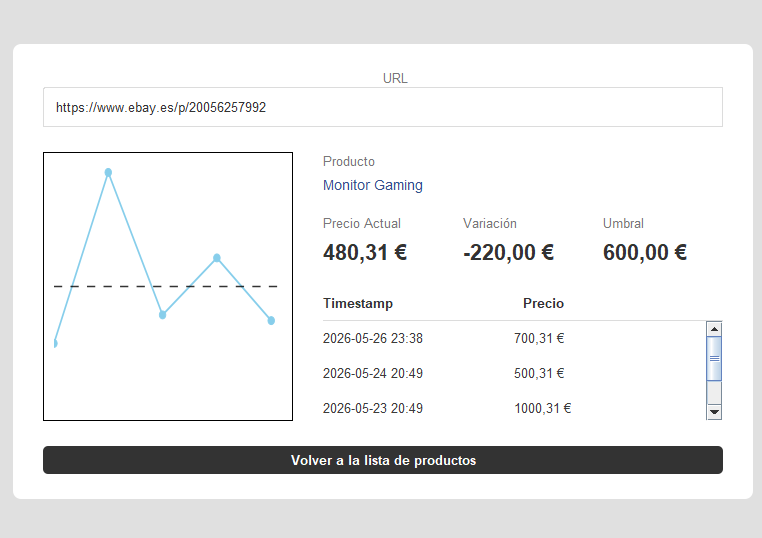 URL
https://www.ebay.es/p/20056257992
Producto
Monitor Gaming
Precio Actual Variación Umbral
480,31 € -220,00 € 600,00 €
Timestamp Precio
2026-05-26 23:38 700,31 €
2026-05-24 20:49 500,31 €
2026-05-23 20:49 1000,31 €
Volver a la lista de productos